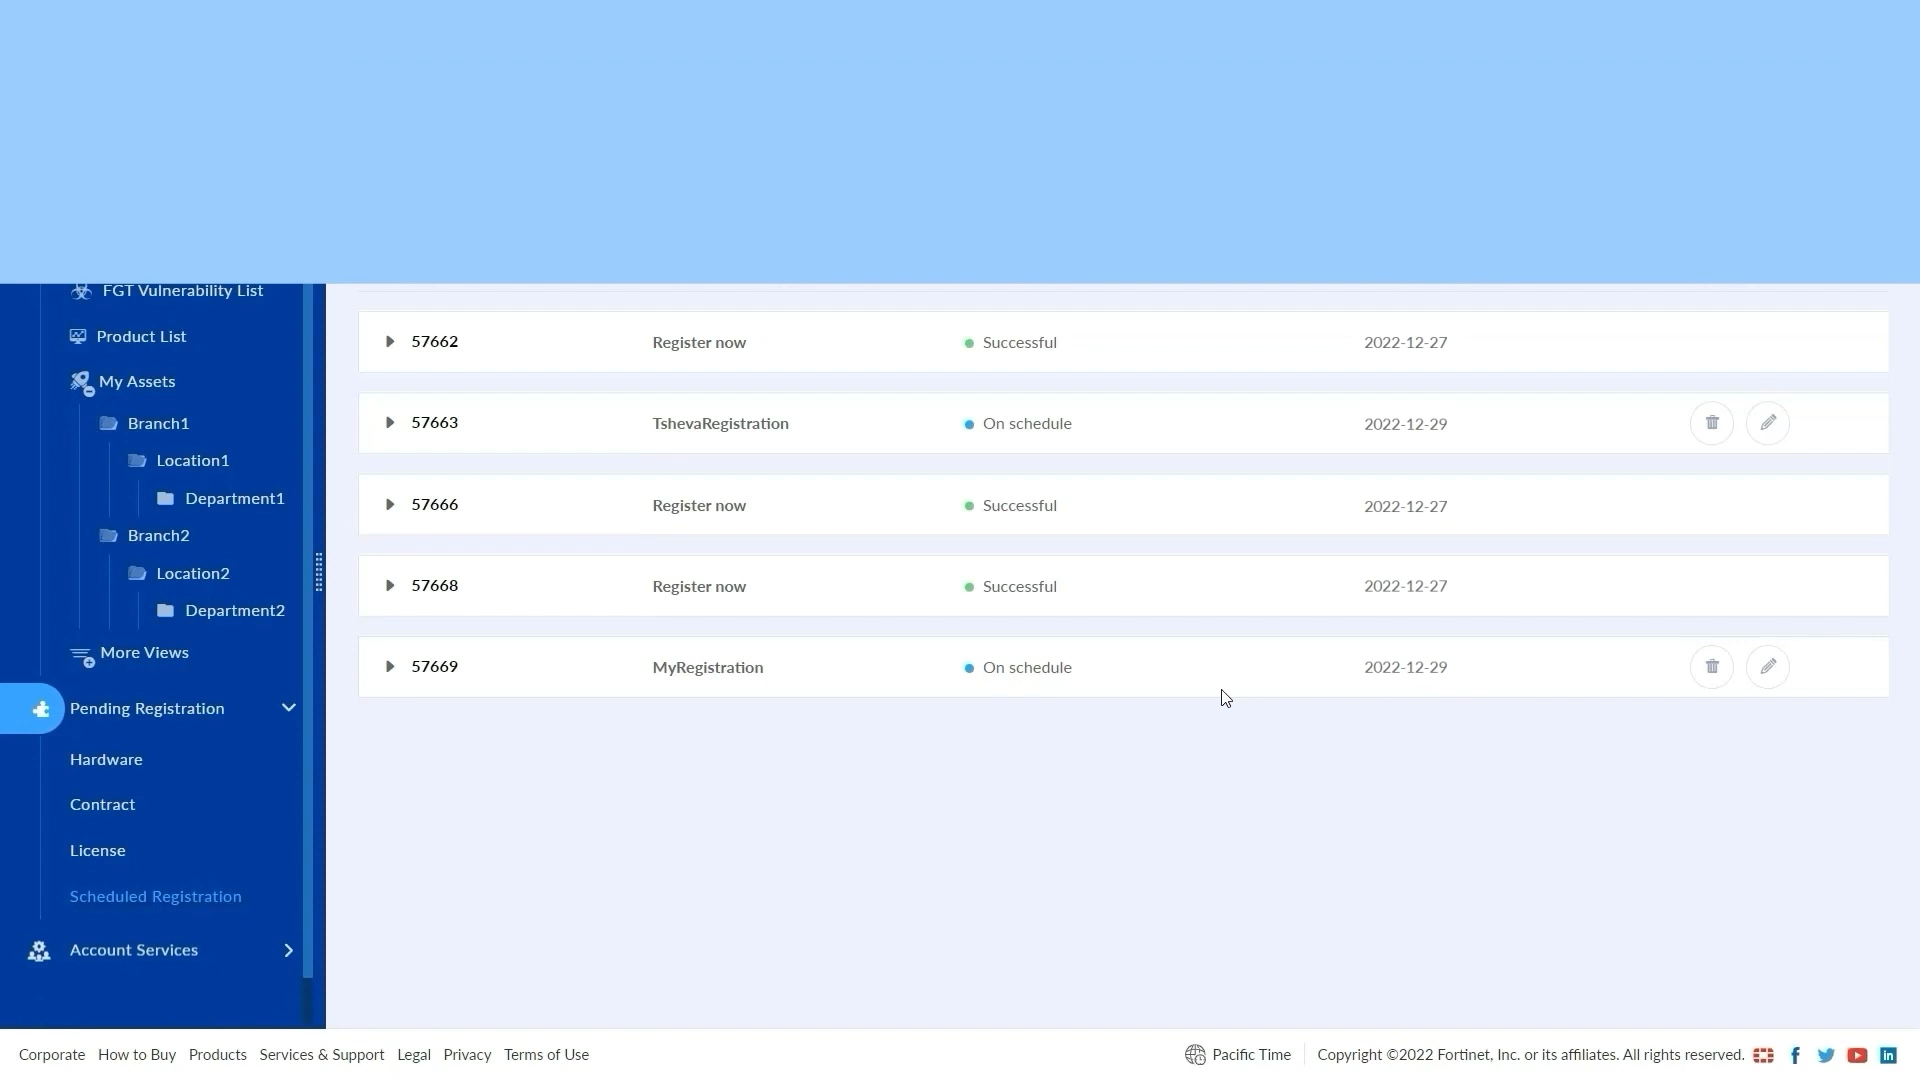 FGT Vulnerability List
Product List
My Assets
Branch1
Location1
Department1
Branch2
Location2
Department2
More Views
Pending Registration
Hardware
Contract
License
Scheduled Registration
Account Services
57662 Register now Successful 2022-12-27
57663 TshevaRegistration On schedule 2022-12-29
57666 Register now Successful 2022-12-27
57668 Register now Successful 2022-12-27
57669 MyRegistration On schedule 2022-12-29
Corporate How to Buy Products Services & Support Legal Privacy Terms of Use Pacific Time Copyright ©2022 Fortinet, Inc. or its affiliates. All rights reserved.